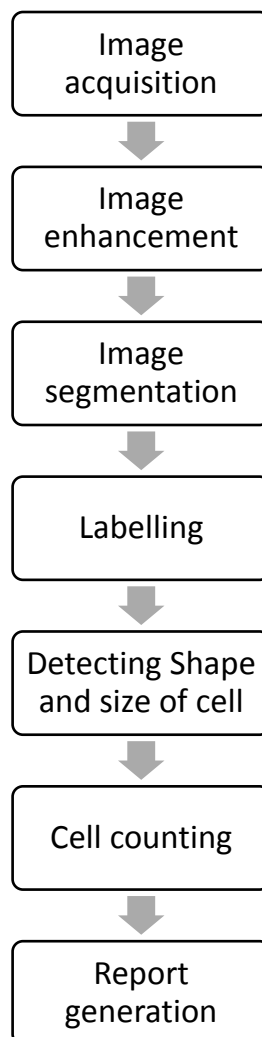 Image
acquisition
Image
enhancement
Image
segmentation
Labelling
Detecting Shape
and size of cell
Cell counting
Report
generation